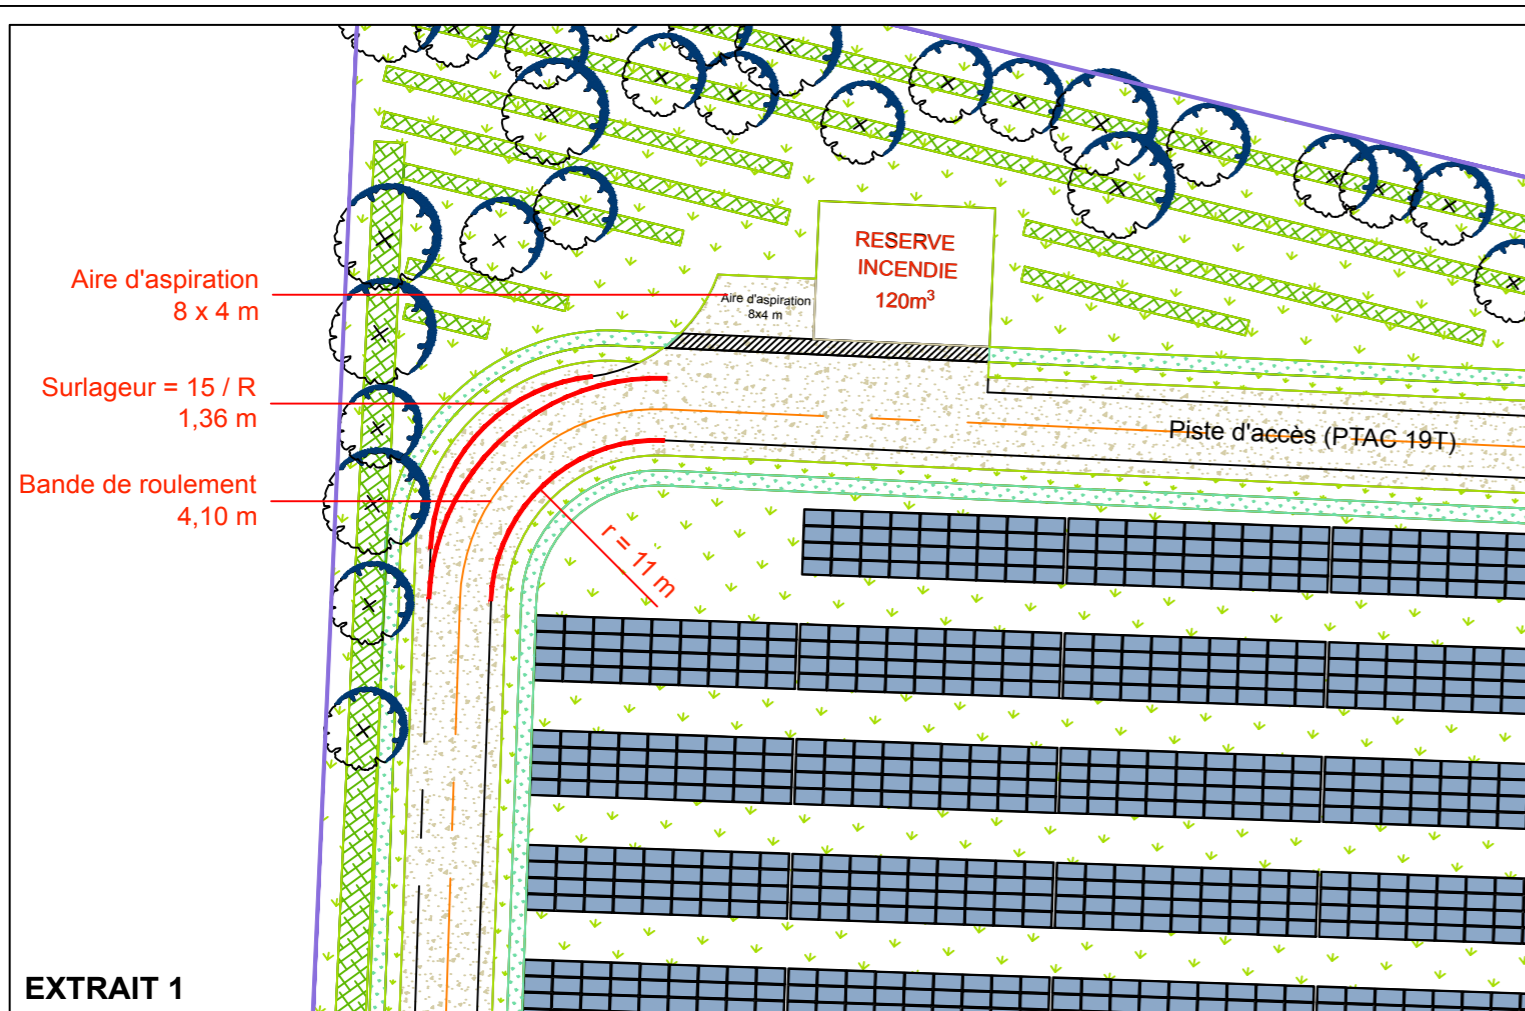 RESERVE
INCENDIE
120m³
Aire d'aspiration
8 x 4 m
Aire d'aspiration
8x4 m
Surlageur = 15 / R
1,36 m
Piste d'accès (PTAC 19T)
Bande de roulement
4,10 m
r = 11 m
EXTRAIT 1